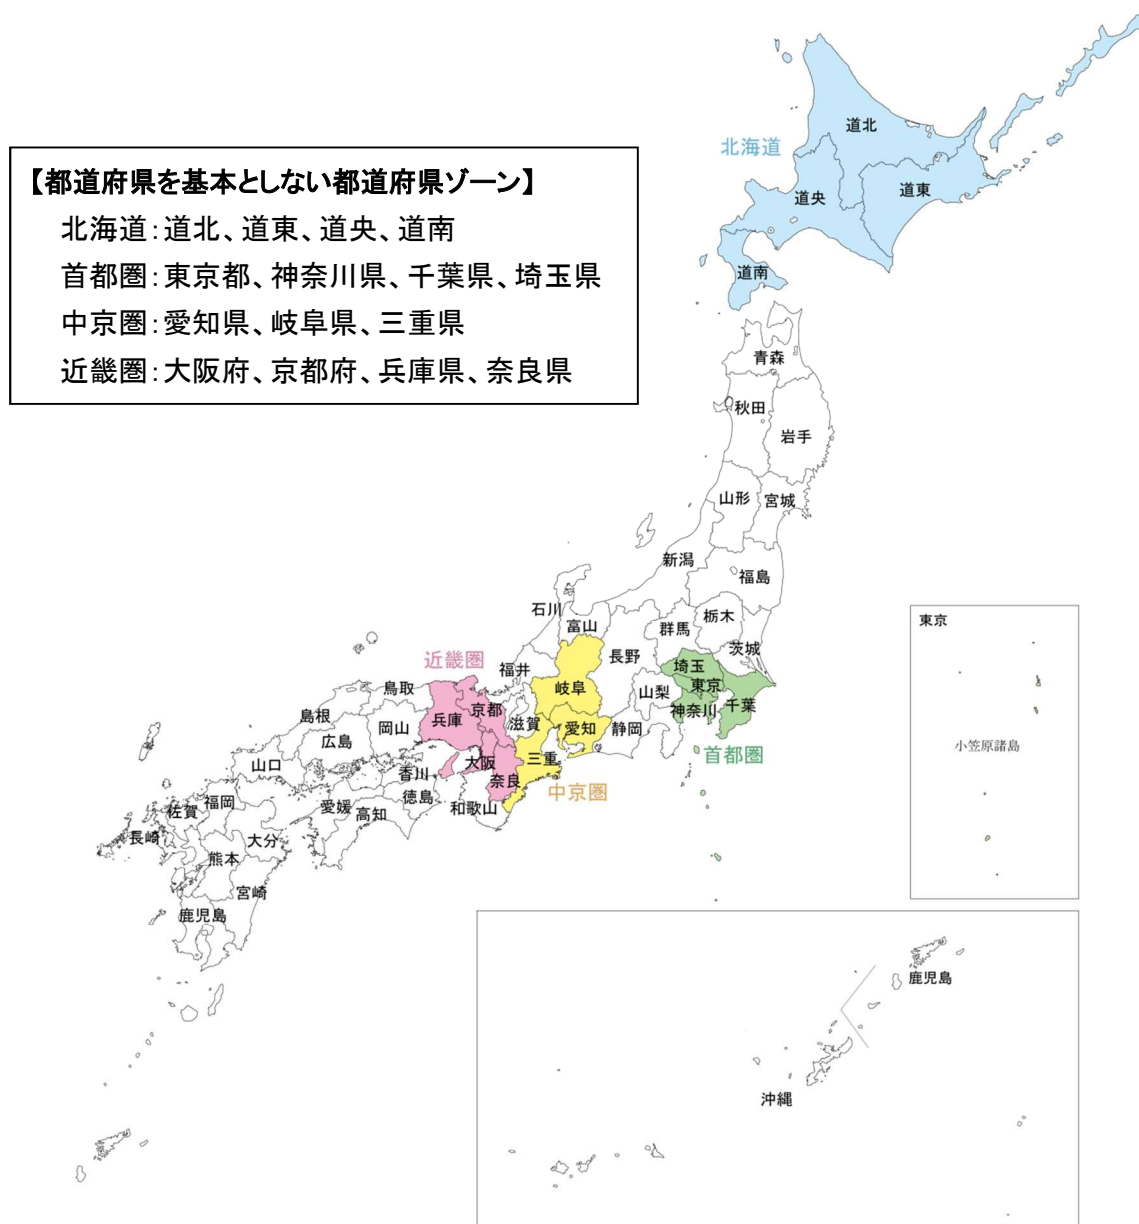 【都道府県を基本としない都道府県ゾーン】
北海道：道北、道東、道央、道南
首都圏：東京都、神奈川県、千葉県、埼玉県
中京圏：愛知県、岐阜県、三重県
近畿圏：大阪府、京都府、兵庫県、奈良県
北海道
道北
道東
道央
道南
青森
秋田
岩手
山形
宮城
新潟
福島
石川
富山
群馬
栃木
茨城
長野
福井
近畿圏
岐阜
山梨
埼玉
東京
神奈川
千葉
首都圏
鳥取
兵庫
京都
滋賀
愛知
静岡
島根
岡山
広島
山口
大阪
三重
奈良
中京圏
香川
徳島
和歌山
愛媛
高知
福岡
佐賀
長崎
大分
熊本
宮崎
鹿児島
東京
小笠原諸島
鹿児島
沖縄